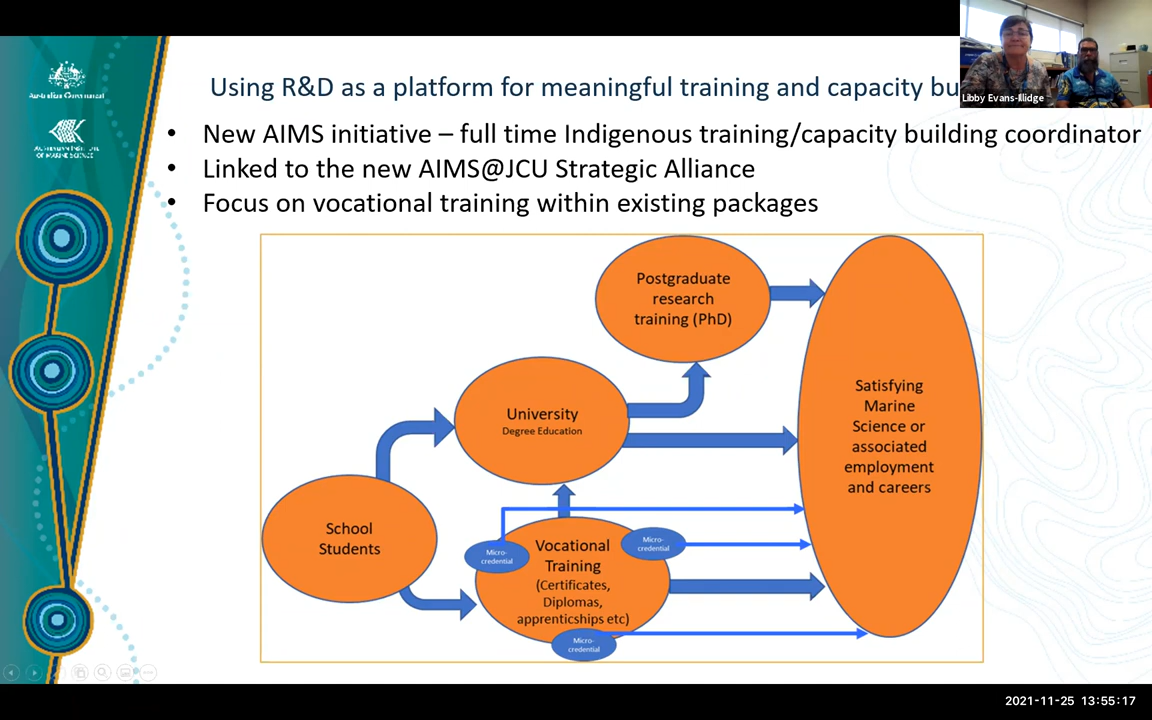 Australian Government
AUSTRALIAN INSTITUTE
OF MARINE SCIENCE
Using R&D as a platform for meaningful training and capacity bu
Libby Evans-Illidge
• New AIMS initiative – full time Indigenous training/capacity building coordinator
• Linked to the new AIMS@JCU Strategic Alliance
• Focus on vocational training within existing packages
Postgraduate
research
training (PhD)
University
Degree Education
Satisfying
Marine
Science or
associated
employment
and careers
School
Students
Micro-
credential
Vocational
Training
(Certificates,
Diplomas,
apprenticships etc)
Micro-
credential
Micro-
credential
2021-11-25 13:55:17